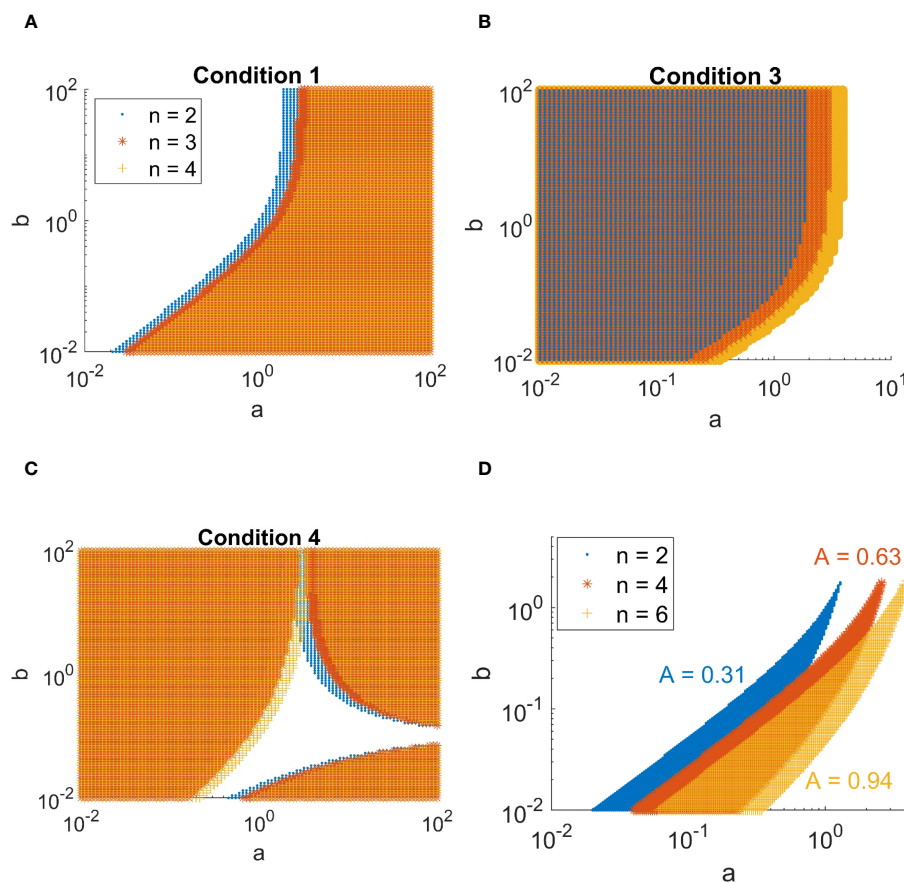 A
Condition 1
10^2
10^0
10^-2
b
n = 2
n = 3
n = 4
10^-2
10^0
10^2
a
B
Condition 3
10^2
10^0
10^-2
b
10^-2
10^-1
10^0
10^1
a
C
Condition 4
10^2
10^0
10^-2
b
10^-2
10^0
10^2
a
D
n = 2
n = 4
n = 6
A = 0.63
A = 0.31
A = 0.94
10^0
10^-1
10^-2
b
10^-2
10^-1
10^0
a